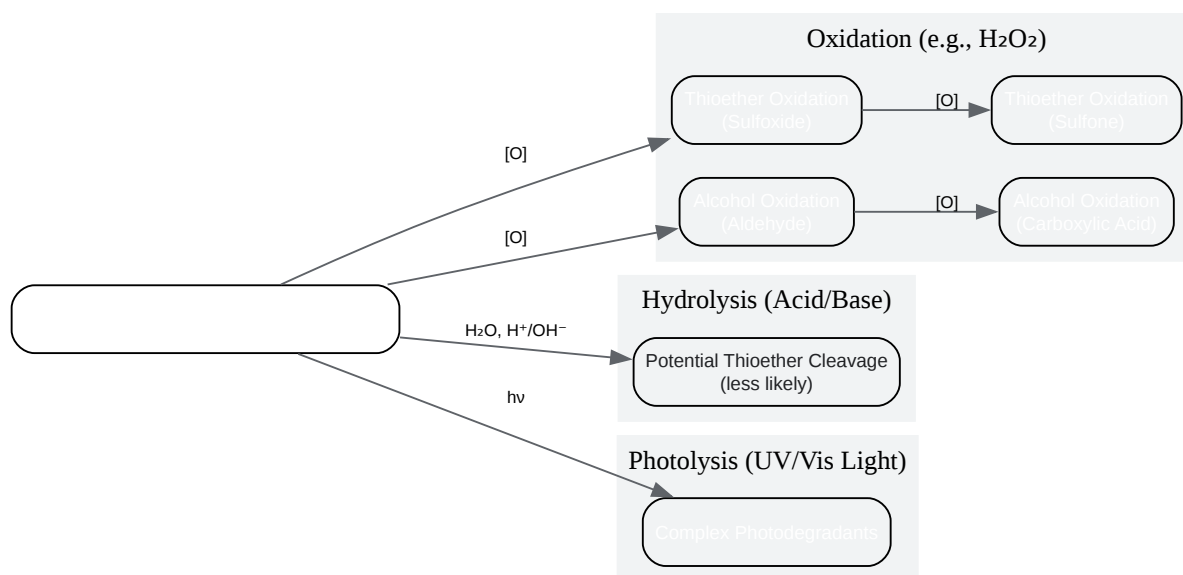 Oxidation (e.g., H₂O₂)
Thioether Oxidation
(Sulfoxide)
[O]
Thioether Oxidation
(Sulfone)
[O]
Alcohol Oxidation
(Aldehyde)
[O]
Alcohol Oxidation
(Carboxylic Acid)
[O]
Hydrolysis (Acid/Base)
H₂O, H⁺/OH⁻
Potential Thioether Cleavage
(less likely)
hν
Photolysis (UV/Vis Light)
Complex Photodegradants